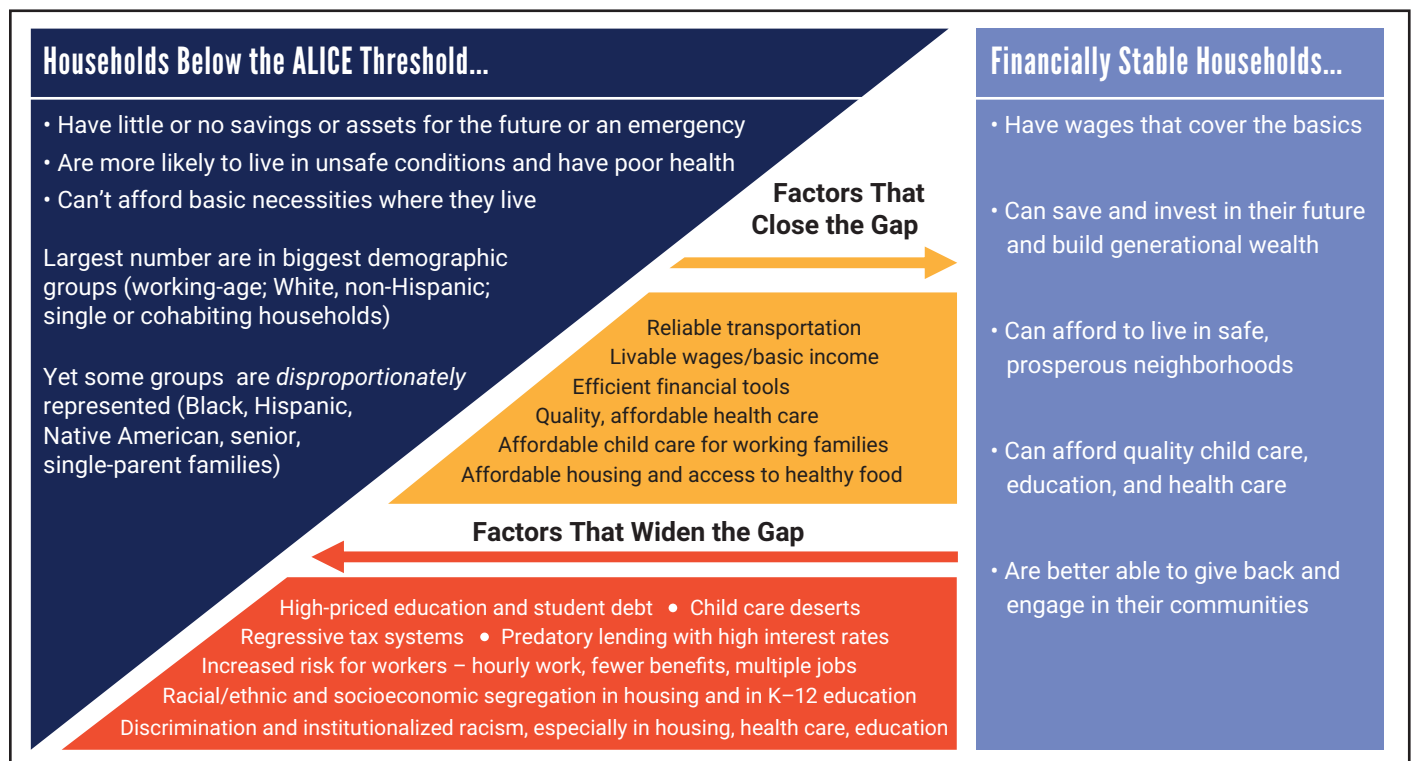 Households Below the ALICE Threshold...
• Have little or no savings or assets for the future or an emergency
• Are more likely to live in unsafe conditions and have poor health
• Can’t afford basic necessities where they live
Largest number are in biggest demographic
groups (working-age; White, non-Hispanic;
single or cohabiting households)
Yet some groups are disproportionately
represented (Black, Hispanic,
Native American, senior,
single-parent families)
Factors That
Close the Gap
Reliable transportation
Livable wages/basic income
Efficient financial tools
Quality, affordable health care
Affordable child care for working families
Affordable housing and access to healthy food
Factors That Widen the Gap
High-priced education and student debt • Child care deserts
Regressive tax systems • Predatory lending with high interest rates
Increased risk for workers – hourly work, fewer benefits, multiple jobs
Racial/ethnic and socioeconomic segregation in housing and in K–12 education
Discrimination and institutionalized racism, especially in housing, health care, education
Financially Stable Households...
• Have wages that cover the basics
• Can save and invest in their future
and build generational wealth
• Can afford to live in safe,
prosperous neighborhoods
• Can afford quality child care,
education, and health care
• Are better able to give back and
engage in their communities